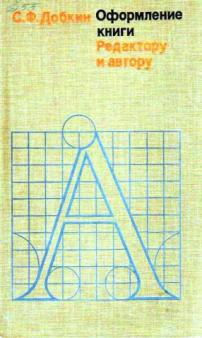 С.Ф.Добкин
Оформление
книги
Редактору
и автору
А